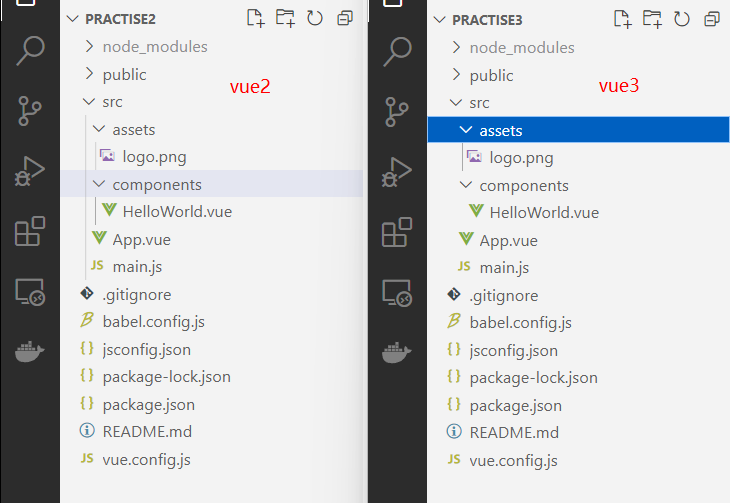 PRACTISE2
node_modules
public
vue2
src
assets
logo.png
components
HelloWorld.vue
App.vue
JS main.js
.gitignore
babel.config.js
{} jsconfig.json
{} package-lock.json
{} package.json
README.md
JS vue.config.js
PRACTISE3
node_modules
public
vue3
src
assets
logo.png
components
HelloWorld.vue
App.vue
JS main.js
.gitignore
babel.config.js
{} jsconfig.json
{} package-lock.json
{} package.json
README.md
JS vue.config.js